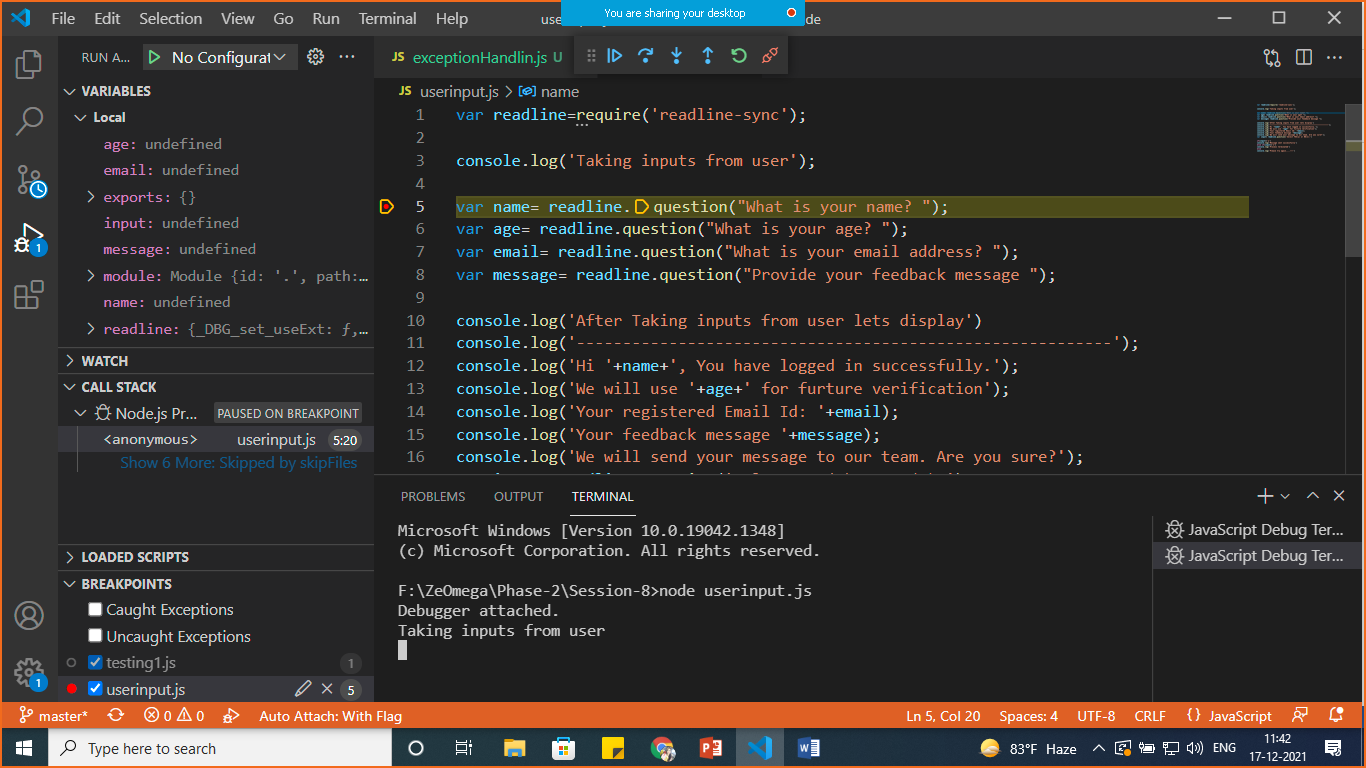 File Edit Selection View Go Run Terminal Help
You are sharing your desktop
RUN A... No Configurat
JS exceptionHandlin.js U
VARIABLES
Local
age: undefined
email: undefined
exports: {}
input: undefined
message: undefined
module: Module {id: '.', path:…
name: undefined
readline: {_DBG_set_useExt: ƒ,…
WATCH
CALL STACK
Node.js Pr... PAUSED ON BREAKPOINT
<anonymous> userinput.js 5:20
Show 6 More: Skipped by skipFiles
LOADED SCRIPTS
BREAKPOINTS
Caught Exceptions
Uncaught Exceptions
testing1.js 1
userinput.js 5
1
1
JS userinput.js > name
1 var readline=require('readline-sync');
2
3 console.log('Taking inputs from user');
4
5 var name= readline.question("What is your name? ");
6 var age= readline.question("What is your age? ");
7 var email= readline.question("What is your email address? ");
8 var message= readline.question("Provide your feedback message ");
9
10 console.log('After Taking inputs from user lets display')
11 console.log('----------------------------------------------------------');
12 console.log('Hi '+name+', You have logged in successfully.');
13 console.log('We will use '+age+' for furture verification');
14 console.log('Your registered Email Id: '+email);
15 console.log('Your feedback message '+message);
16 console.log('We will send your message to our team. Are you sure?');
PROBLEMS OUTPUT TERMINAL
Microsoft Windows [Version 10.0.19042.1348]
(c) Microsoft Corporation. All rights reserved.
F:\ZeOmega\Phase-2\Session-8>node userinput.js
Debugger attached.
Taking inputs from user
JavaScript Debug Ter...
JavaScript Debug Ter...
master* 0 0 Auto Attach: With Flag Ln 5, Col 20 Spaces: 4 UTF-8 CRLF {} JavaScript
Type here to search 83°F Haze ENG 11:42
17-12-2021